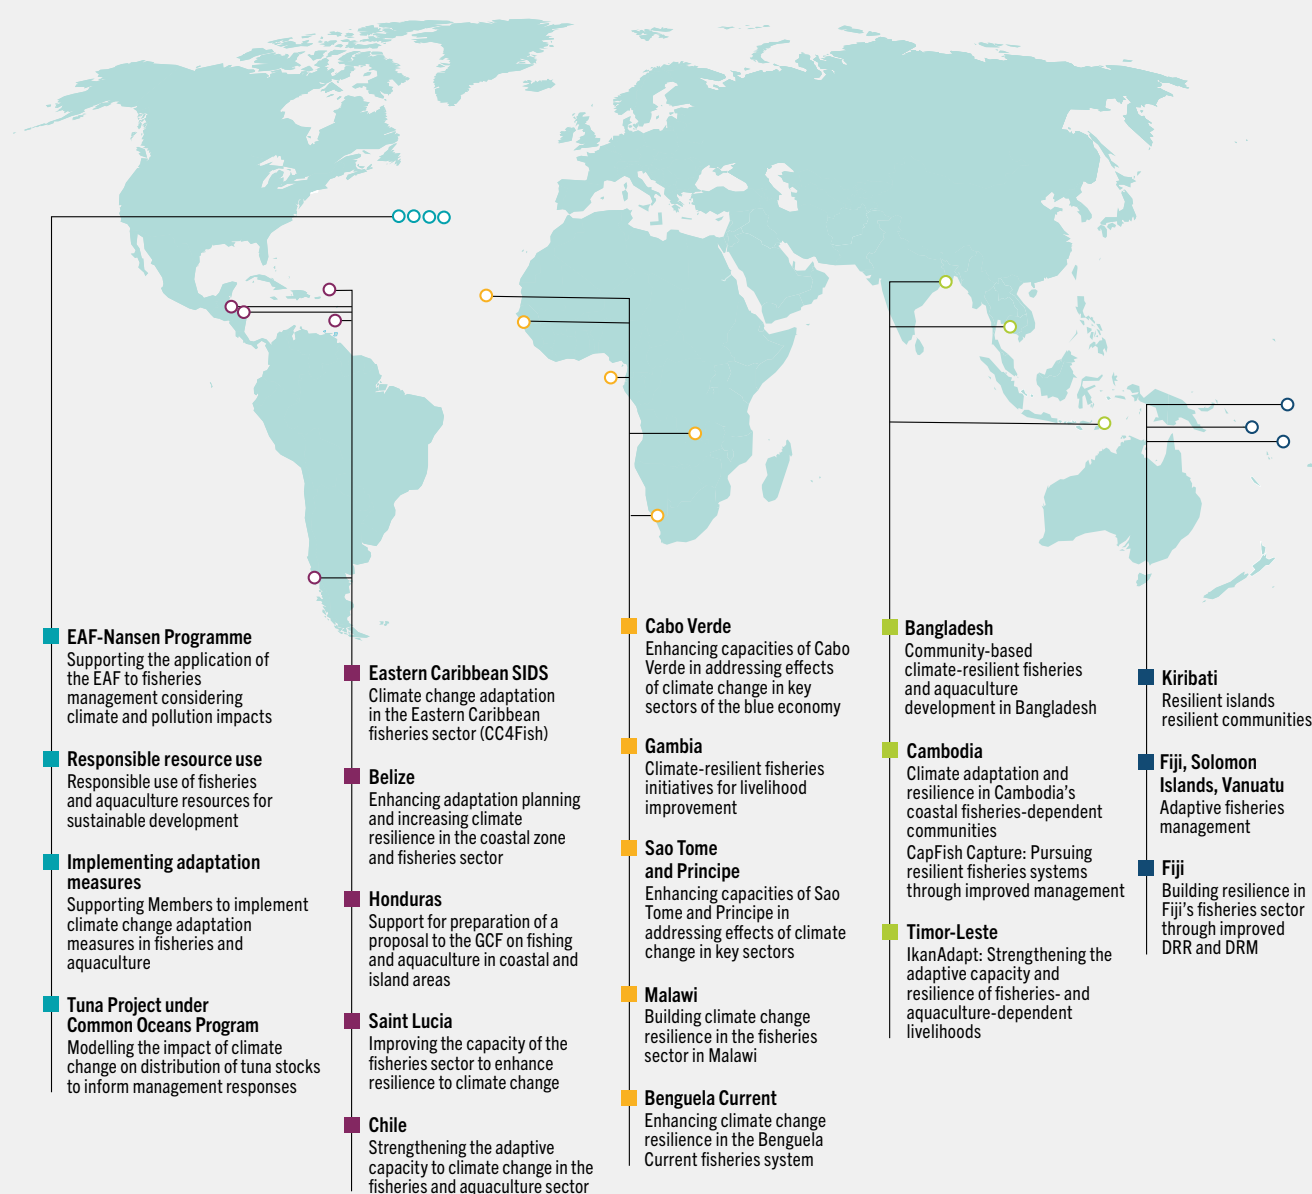 EAF-Nansen Programme
Supporting the application of
the EAF to fisheries
management considering
climate and pollution impacts
Responsible resource use
Responsible use of fisheries
and aquaculture resources for
sustainable development
Implementing adaptation
measures
Supporting Members to implement
climate change adaptation
measures in fisheries and
aquaculture
Tuna Project under
Common Oceans Program
Modelling the impact of climate
change on distribution of tuna stocks
to inform management responses
Eastern Caribbean SIDS
Climate change adaptation
in the Eastern Caribbean
fisheries sector (CC4Fish)
Belize
Enhancing adaptation planning
and increasing climate
resilience in the coastal zone
and fisheries sector
Honduras
Support for preparation of a
proposal to the GCF on fishing
and aquaculture in coastal and
island areas
Saint Lucia
Improving the capacity of the
fisheries sector to enhance
resilience to climate change
Chile
Strengthening the adaptive
capacity to climate change in the
fisheries and aquaculture sector
Cabo Verde
Enhancing capacities of Cabo
Verde in addressing effects
of climate change in key
sectors of the blue economy
Gambia
Climate-resilient fisheries
initiatives for livelihood
improvement
Sao Tome
and Principe
Enhancing capacities of Sao
Tome and Principe in
addressing effects of climate
change in key sectors
Malawi
Building climate change
resilience in the fisheries
sector in Malawi
Benguela Current
Enhancing climate change
resilience in the Benguela
Current fisheries system
Bangladesh
Community-based
climate-resilient fisheries
and aquaculture
development in Bangladesh
Cambodia
Climate adaptation and
resilience in Cambodia's
coastal fisheries-dependent
communities
CapFish Capture: Pursuing
resilient fisheries systems
through improved management
Timor-Leste
IkanAdapt: Strengthening the
adaptive capacity and
resilience of fisheries- and
aquaculture-dependent
livelihoods
Kiribati
Resilient islands
resilient communities
Fiji, Solomon
Islands, Vanuatu
Adaptive fisheries
management
Fiji
Building resilience in
Fiji's fisheries sector
through improved
DRR and DRM